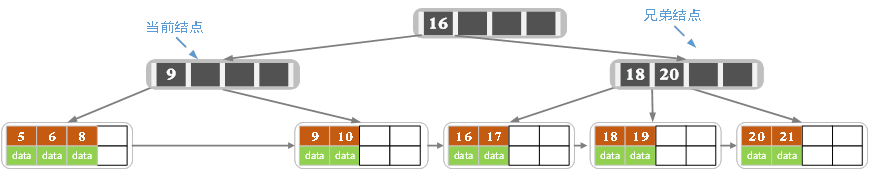 当前结点
16
兄弟结点
9
18 20
5 6 8
data data data
9 10
data data
16 17
data data
18 19
data data
20 21
data data